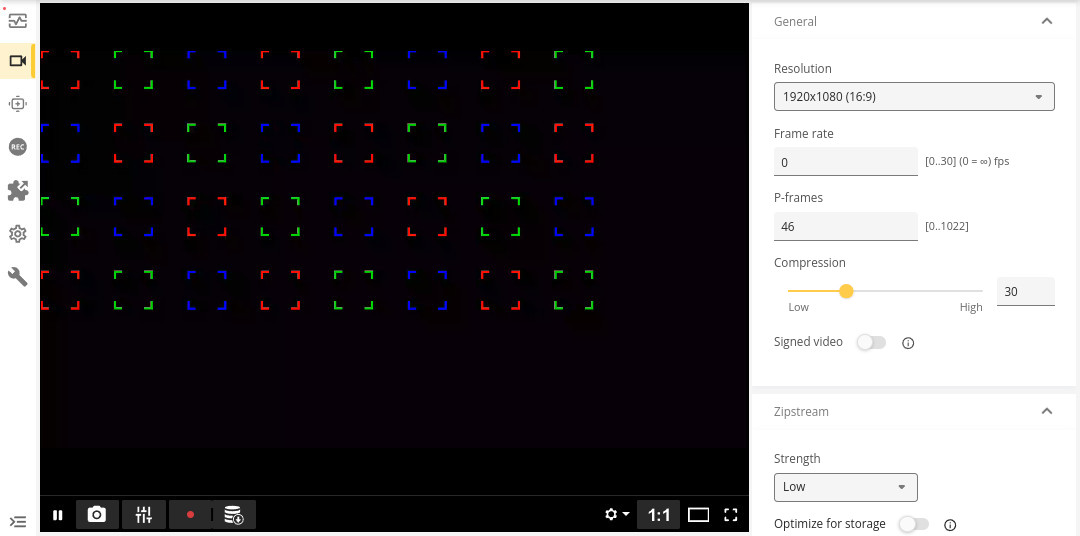 General
Resolution
1920x1080 (16:9)
Frame rate
0 [0..30] (0 = ∞) fps
P-frames
46 [0..1022]
Compression
30
Low High
Signed video
Zipstream
Strength
Low
Optimize for storage
REC
1:1